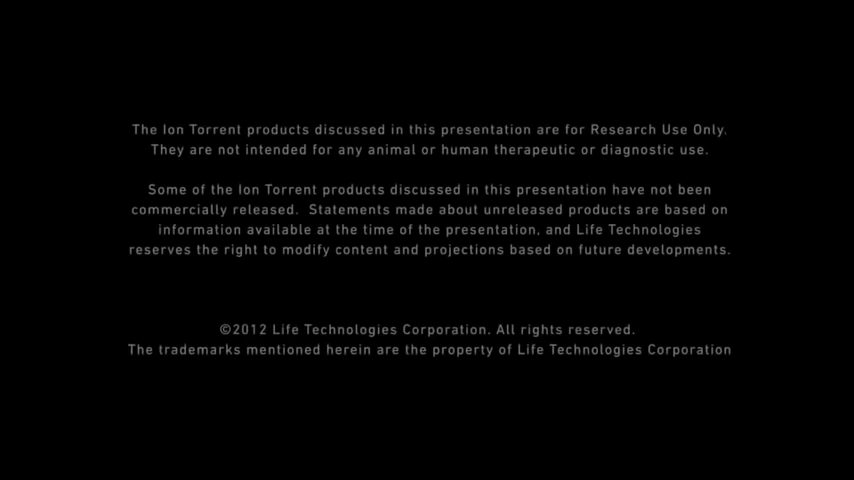 The Ion Torrent products discussed in this presentation are for Research Use Only.
They are not intended for any animal or human therapeutic or diagnostic use.
Some of the Ion Torrent products discussed in this presentation have not been
commercially released.  Statements made about unreleased products are based on
information available at the time of the presentation, and Life Technologies
reserves the right to modify content and projections based on future developments.
©2012 Life Technologies Corporation. All rights reserved.
The trademarks mentioned herein are the property of Life Technologies Corporation